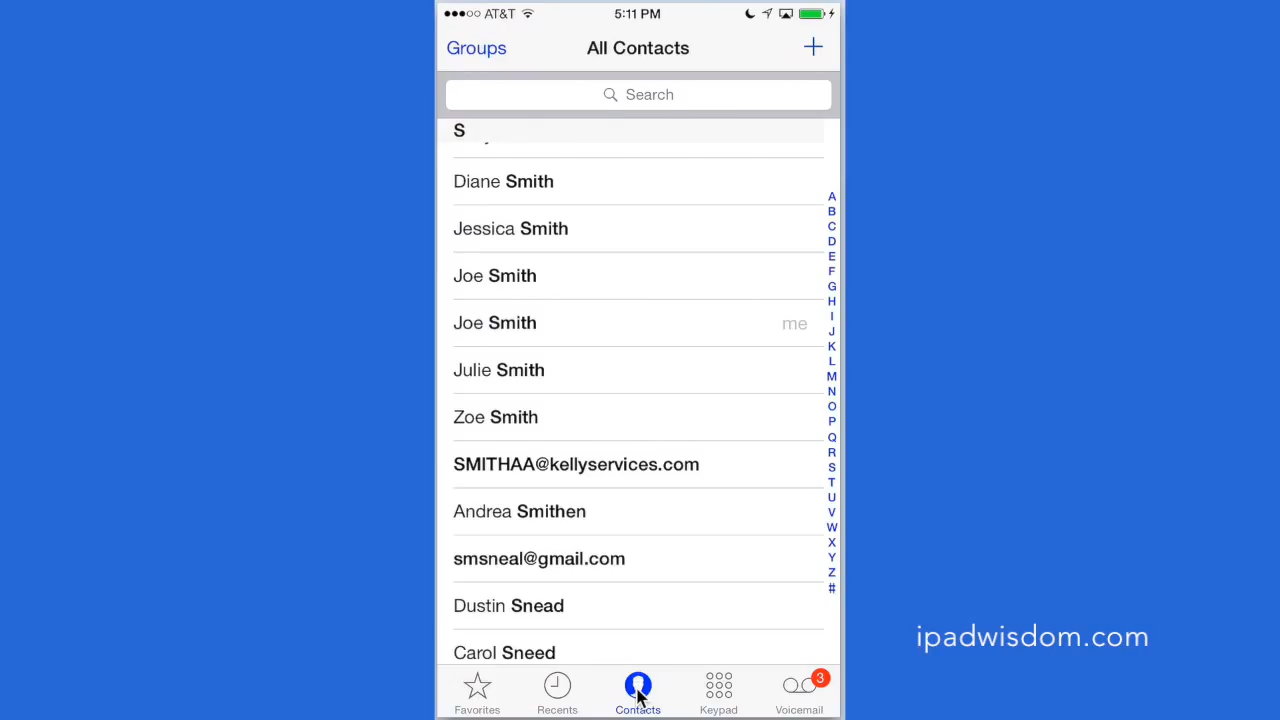 AT&T 5:11 PM
Groups All Contacts +
Search
S
Diane Smith
Jessica Smith
Joe Smith
Joe Smith me
Julie Smith
Zoe Smith
SMITHAA@kellyservices.com
Andrea Smithen
smsneal@gmail.com
Dustin Snead
Carol Sneed
A
B
C
D
E
F
G
H
I
J
K
L
M
N
O
P
Q
R
S
T
U
V
W
X
Y
Z
#
ipadwisdom.com
3
Favorites Recents Contacts Keypad Voicemail